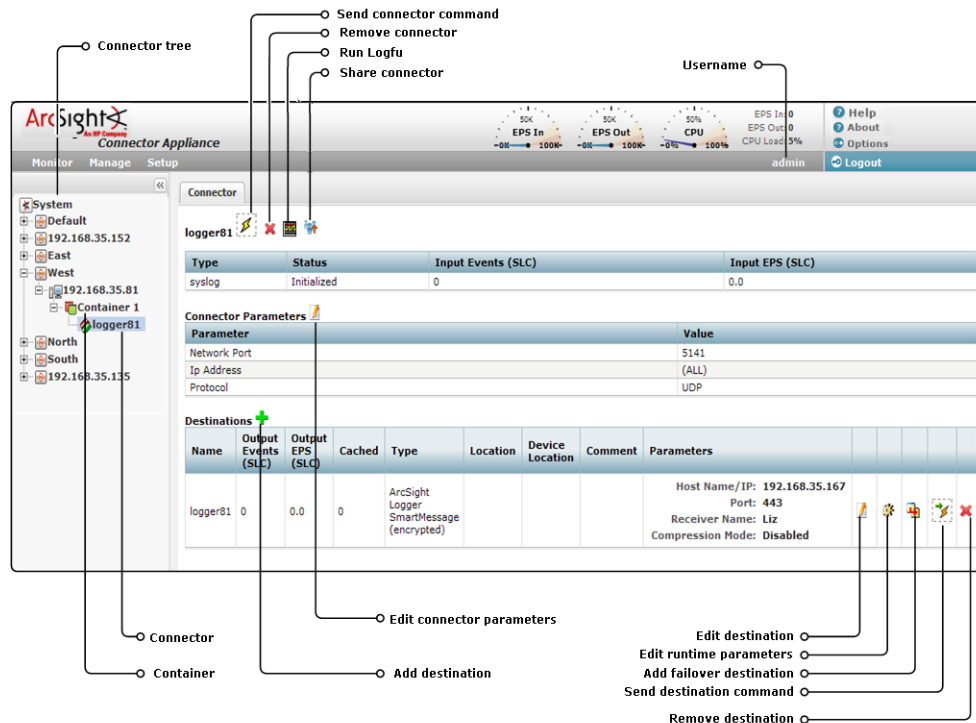 Send connector command
Remove connector
Run Logfu
Share connector
Connector tree
Username
ArcSight
An HP Company
Connector Appliance
50K
EPS In
-0K
100K-
50K
EPS Out
-0K
100K-
50%
CPU
-0%
100%
EPS In: 0
EPS Out: 0
CPU Load: 5%
Help
About
Options
Monitor Manage Setup
admin
Logout
System
Default
192.168.35.152
East
West
192.168.35.81
Container 1
logger81
North
South
192.168.35.135
Connector
logger81
Type Status Input Events (SLC) Input EPS (SLC)
syslog Initialized 0 0.0
Connector Parameters
Parameter Value
Network Port 5141
Ip Address (ALL)
Protocol UDP
Destinations
Name Output Events (SLC) Output EPS (SLC) Cached Type Location Device Location Comment Parameters
logger81 0 0.0 0 ArcSight Logger SmartMessage (encrypted)
Host Name/IP: 192.168.35.167
Port: 443
Receiver Name: Liz
Compression Mode: Disabled
Edit connector parameters
Connector
Container
Add destination
Edit destination
Edit runtime parameters
Add failover destination
Send destination command
Remove destination